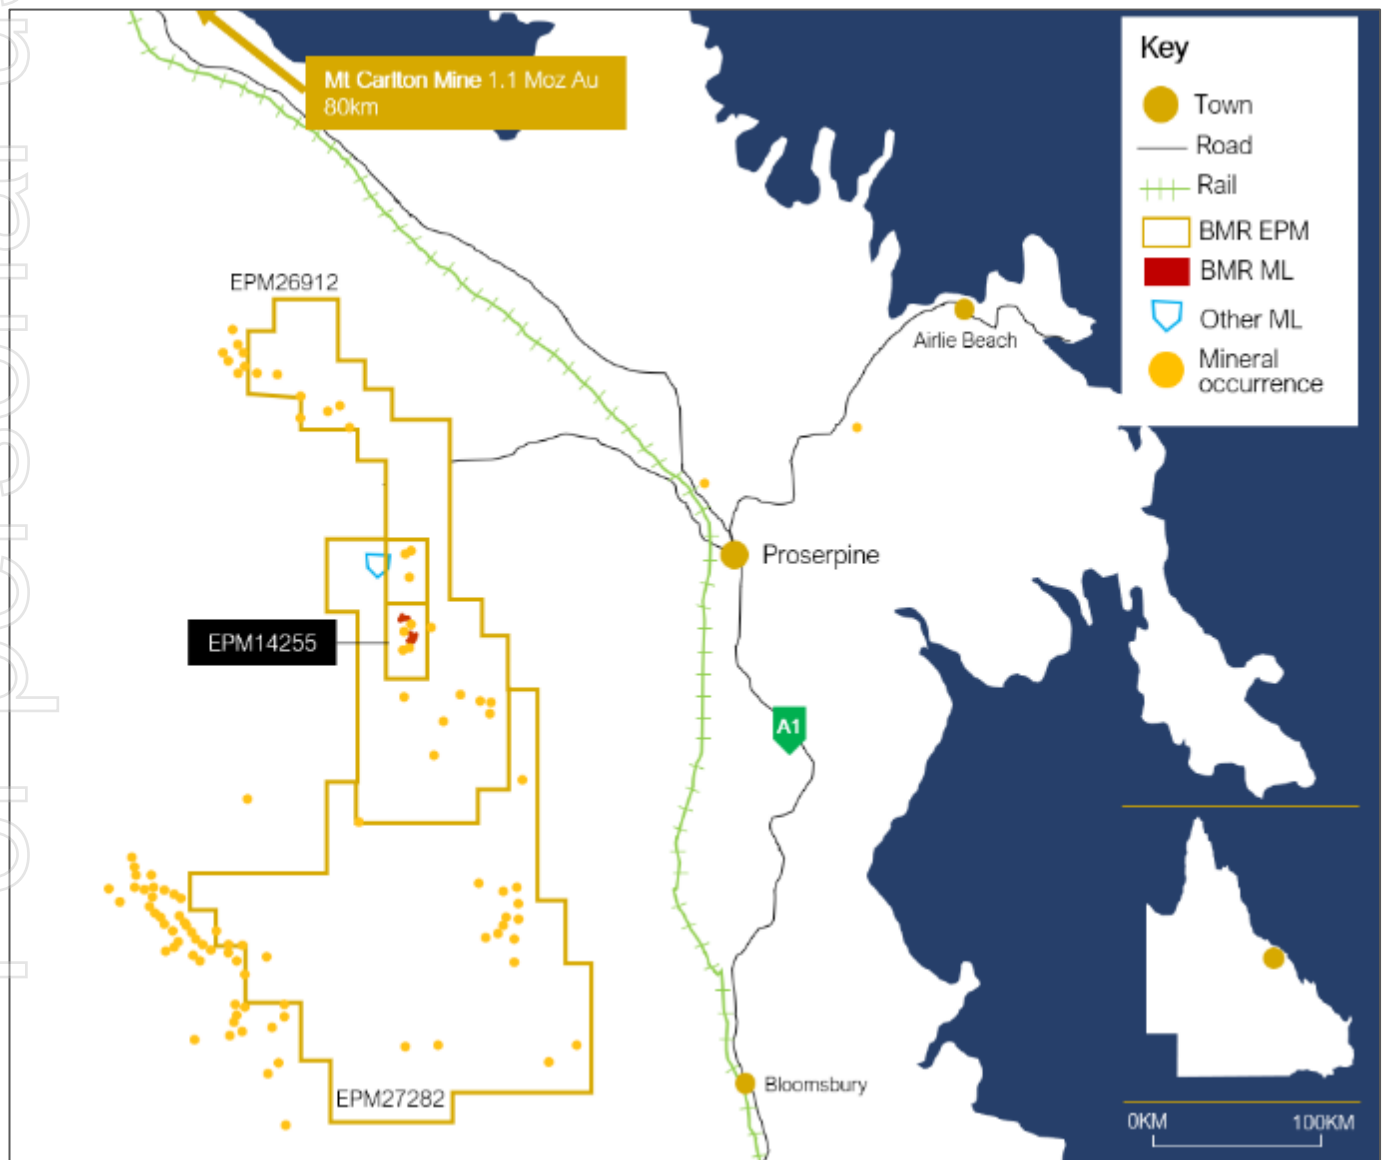 Mt Carlton Mine 1.1 Moz Au
80km
Key
Town
Road
Rail
BMR EPM
BMR ML
Other ML
Mineral
occurrence
EPM26912
Airlie Beach
Proserpine
EPM14255
A1
EPM27282
Bloomsbury
0KM 100KM